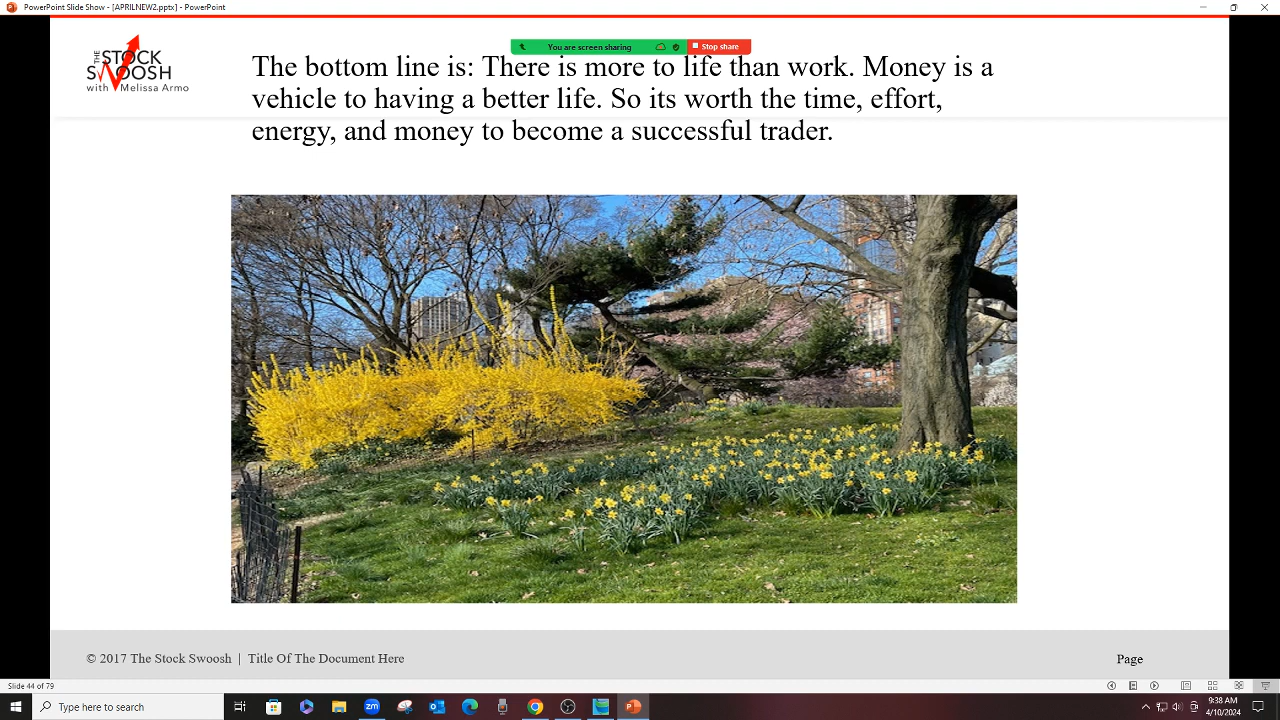 PowerPoint Slide Show - [APRILNEW2.pptx] - PowerPoint
You are screen sharing
Stop share
THE
STOCK
SWOOSH
with Melissa Armo
The bottom line is: There is more to life than work. Money is a
vehicle to having a better life. So its worth the time, effort,
energy, and money to become a successful trader.
© 2017 The Stock Swoosh | Title Of The Document Here
Page
Slide 44 of 79
Type here to search
zm
9:38 AM
4/10/2024